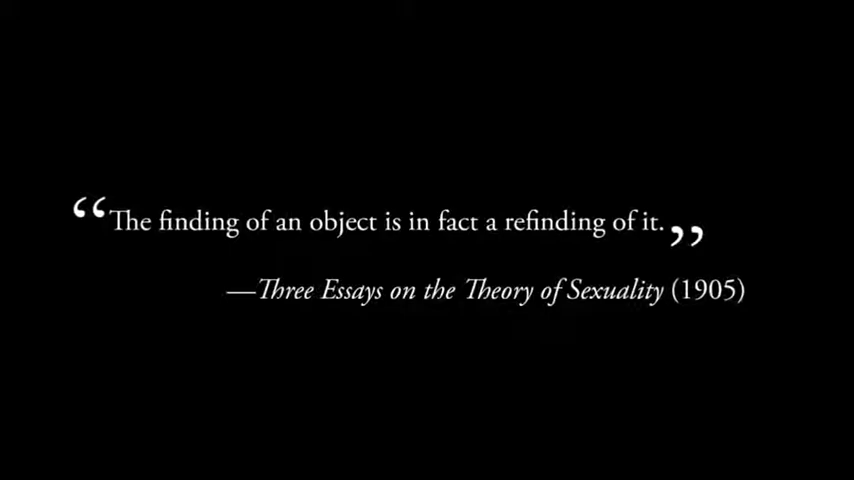 “The finding of an object is in fact a refinding of it.”
—Three Essays on the Theory of Sexuality (1905)